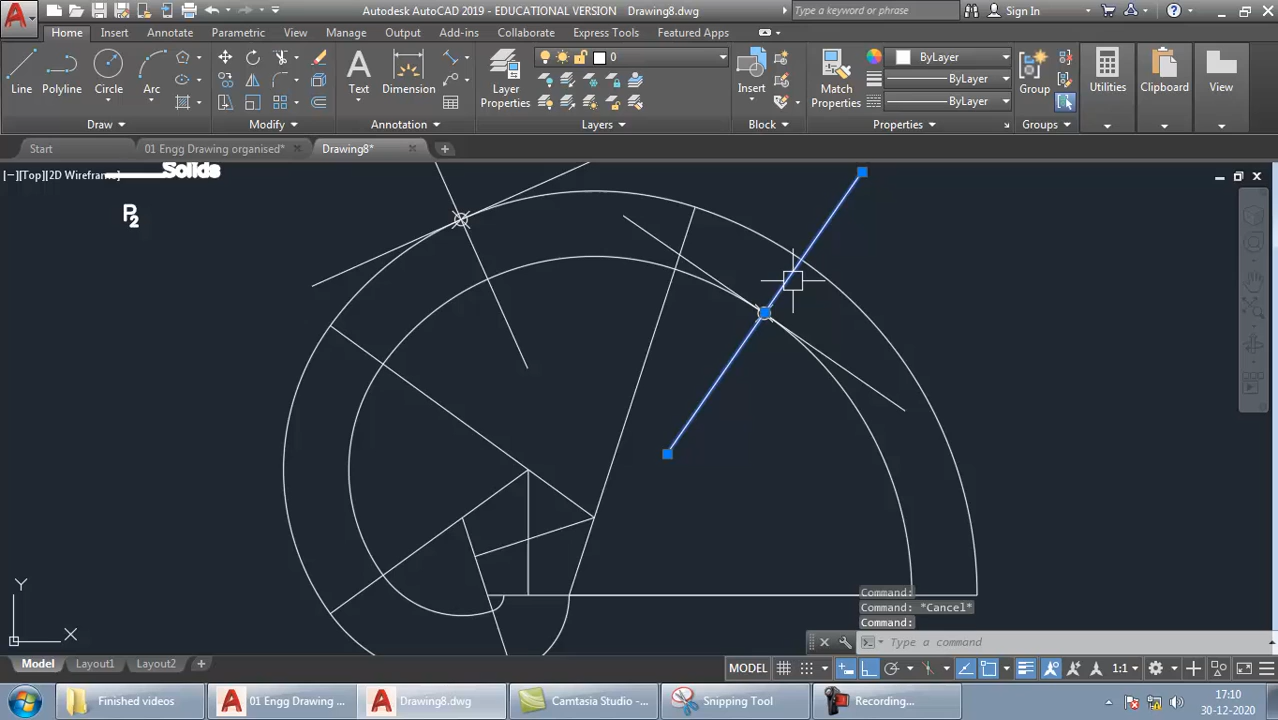 Autodesk AutoCAD 2019 - EDUCATIONAL VERSION Drawing8.dwg
Type a keyword or phrase
Sign In
Home Insert Annotate Parametric View Manage Output Add-ins Collaborate Express Tools Featured Apps
0
ByLayer
ByLayer
ByLayer
Line Polyline Circle Arc Text Dimension Layer Properties Insert Match Properties Group Utilities Clipboard View
Draw Modify Annotation Layers Block Properties Groups
Start 01 Engg Drawing organised* Drawing8*
[−][Top][2D Wireframe]
Solids
P2
Y
X
Command:
Command: *Cancel*
Command:
Type a command
Model Layout1 Layout2
MODEL 1:1
Finished videos 01 Engg Drawing ... Drawing8.dwg Camtasia Studio -... Snipping Tool Recording...
17:10
30-12-2020